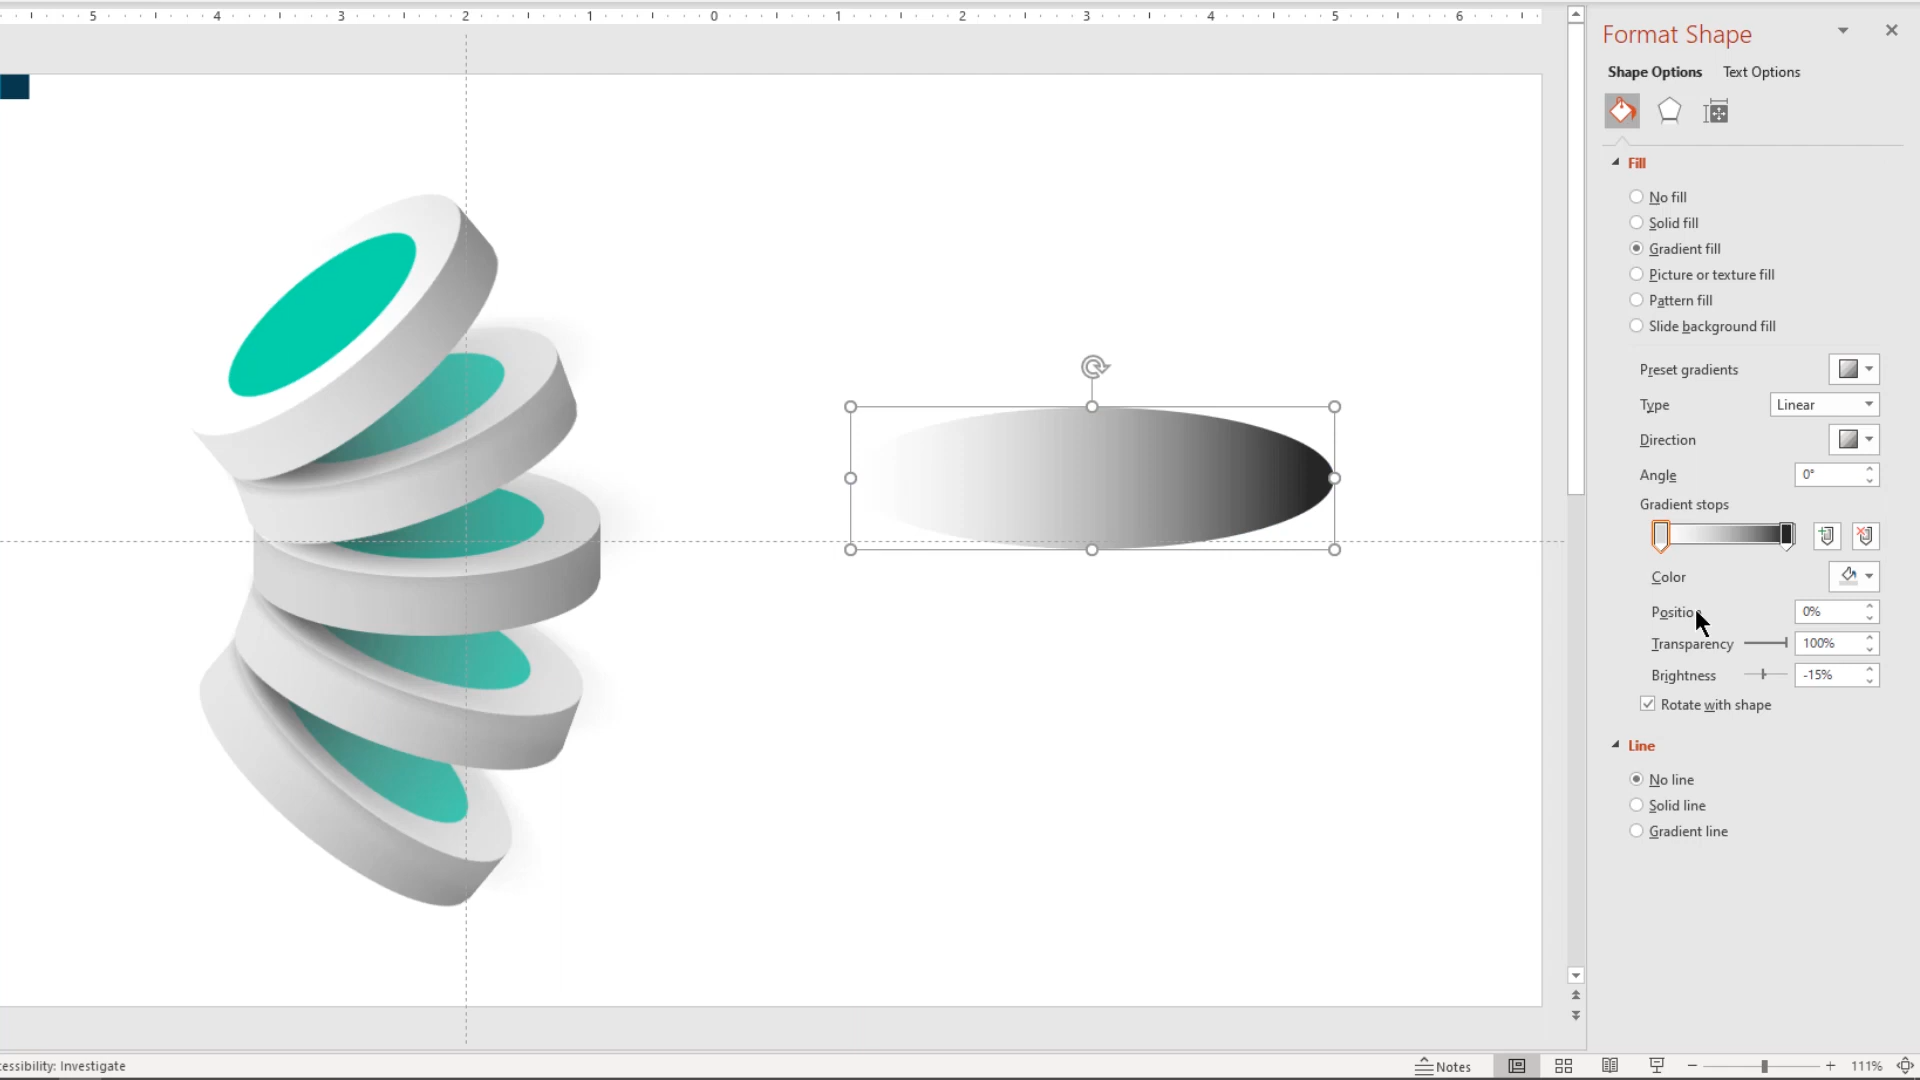 5 4 3 2 1 0 1 2 3 4 5 6
Format Shape
Shape Options Text Options
Fill
No fill
Solid fill
Gradient fill
Picture or texture fill
Pattern fill
Slide background fill
Preset gradients
Type Linear
Direction
Angle 0°
Gradient stops
Color
Position 0%
Transparency 100%
Brightness -15%
Rotate with shape
Line
No line
Solid line
Gradient line
cessibility: Investigate Notes 111%